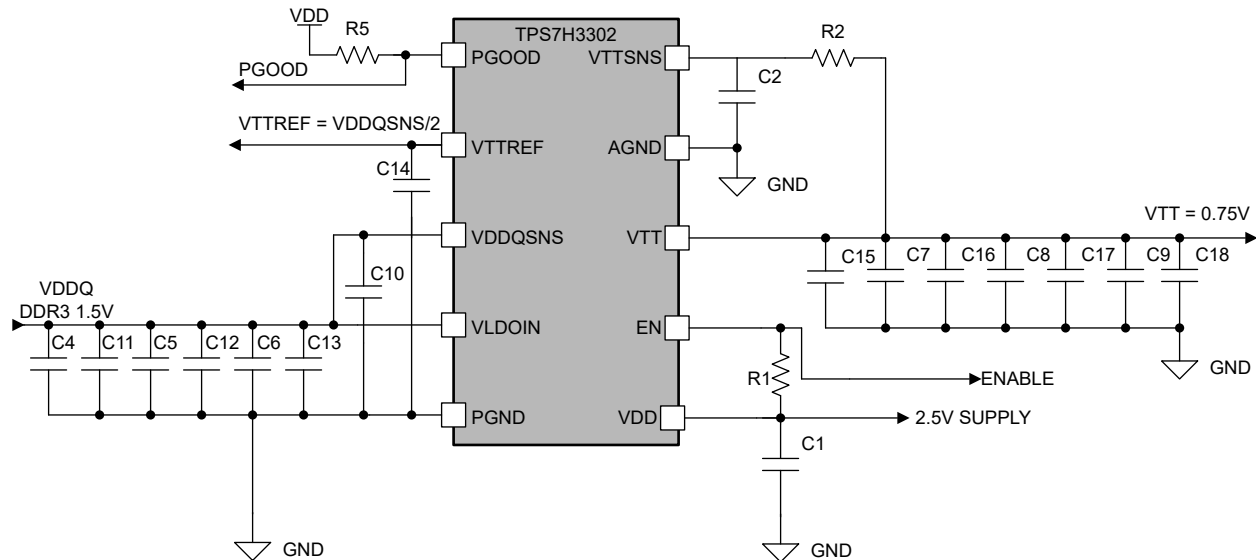 TPS7H3302
VDD
R5
PGOOD
PGOOD
VTTREF = VDDQSNS/2
VTTREF
C14
VDDQSNS
C10
VDDQ
DDR3 1.5V
VLDOIN
C4
C11
C5
C12
C6
C13
PGND
GND
VTTSNS
R2
C2
AGND
GND
VTT
VTT = 0.75V
C15
C7
C16
C8
C17
C9
C18
GND
EN
R1
ENABLE
VDD
2.5V SUPPLY
C1
GND